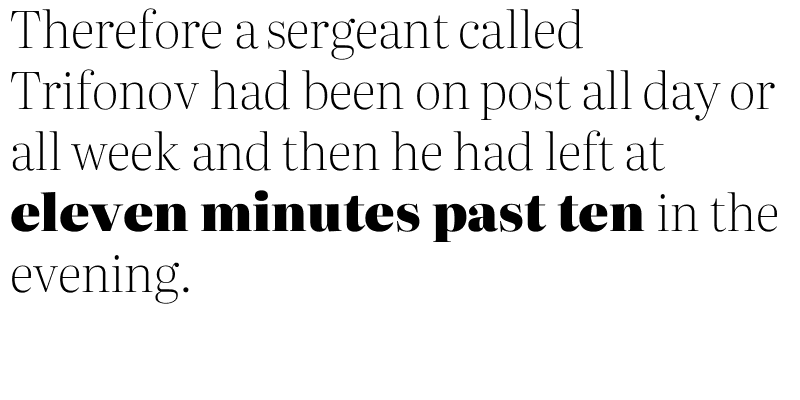 Therefore a sergeant called
Trifonov had been on post all day or
all week and then he had left at
eleven minutes past ten in the
evening.